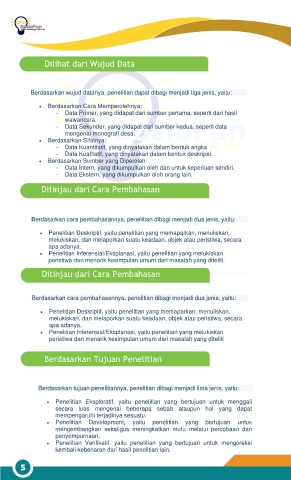 Dilihat dari Wujud Data
Berdasarkan wujud datanya, penelitian dapat dibagi menjadi tiga jenis, yaitu:
• Berdasarkan Cara Memperolehnya:
- Data Primer, yang didapat dari sumber pertama, seperti dari hasil
wawancara.
- Data Sekunder, yang didapat dari sumber kedua, seperti data
mengenai monografi desa.
• Berdasarkan Sifatnya:
- Data Kuantitatif, yang dinyatakan dalam bentuk angka
- Data Kualitatif, yang dinyatakan dalam bentuk deskripsi.
• Berdasarkan Sumber yang Diperoleh:
- Data Intern, yang dikumpulkan oleh dan untuk keperluan sendiri.
- Data Ekstern, yang dikumpulkan oleh orang lain.
Ditinjau dari Cara Pembahasan
Berdasarkan cara pembahasannya, penelitian dibagi menjadi dua jenis, yaitu:
• Penelitian Deskriptif, yaitu penelitian yang memaparkan, menuliskan,
melukiskan, dan melaporkan suatu keadaan, objek atau peristiwa, secara
apa adanya.
• Penelitian Inferensial/Eksplanasi, yaitu penelitian yang melukiskan
peristiwa dan menarik kesimpulan umum dari masalah yang diteliti
Ditinjau dari Cara Pembahasan
Berdasarkan cara pembahasannya, penelitian dibagi menjadi dua jenis, yaitu:
• Penelitian Deskriptif, yaitu penelitian yang memaparkan, menuliskan,
melukiskan, dan melaporkan suatu keadaan, objek atau peristiwa, secara
apa adanya.
• Penelitian Inferensial/Eksplanasi, yaitu penelitian yang melukiskan
peristiwa dan menarik kesimpulan umum dari masalah yang diteliti
Berdasarkan Tujuan Penelitian
Berdasarkan tujuan penelitiannya, penelitian dibagi menjadi lima jenis, yaitu:
• Penelitian Eksploratif, yaitu penelitian yang bertujuan untuk menggali
secara luas mengenai beberapa sebab ataupun hal yang dapat
mempengaruhi terjadinya sesuatu.
• Penelitian Development, yaitu penelitian yang bertujuan untuk
mengembangkan sekaligus meningkatkan mutu melalui percobaan dan
penyempurnaan.
• Penelitian Verifikatif, yaitu penelitian yang bertujuan untuk mengoreksi
kembali kebenaran dari hasil penelitian lain.
5